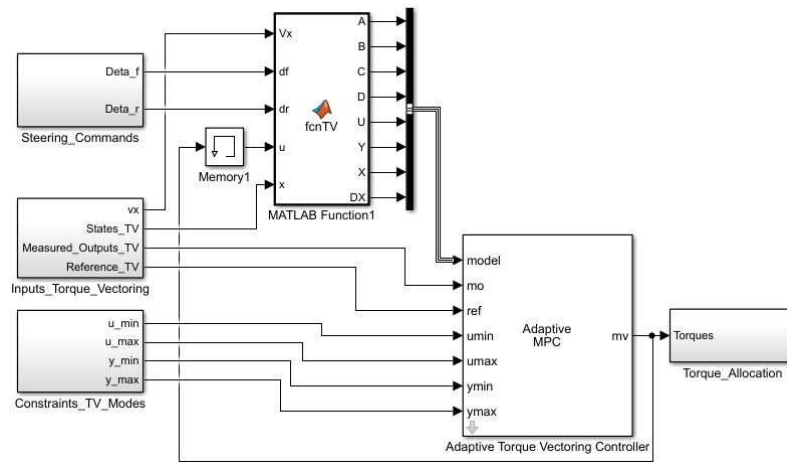 Steering_Commands
Deta_f
Deta_r
Memory1
Vx
df
dr
u
x
fcnTV
A
B
C
D
U
Y
X
DX
MATLAB Function1
vx
States_TV
Measured_Outputs_TV
Reference_TV
Inputs_Torque_Vectoring
u_min
u_max
y_min
y_max
Constraints_TV_Modes
model
mo
ref
umin
umax
ymin
ymax
Adaptive
MPC
mv
Adaptive Torque Vectoring Controller
Torques
Torque_Allocation